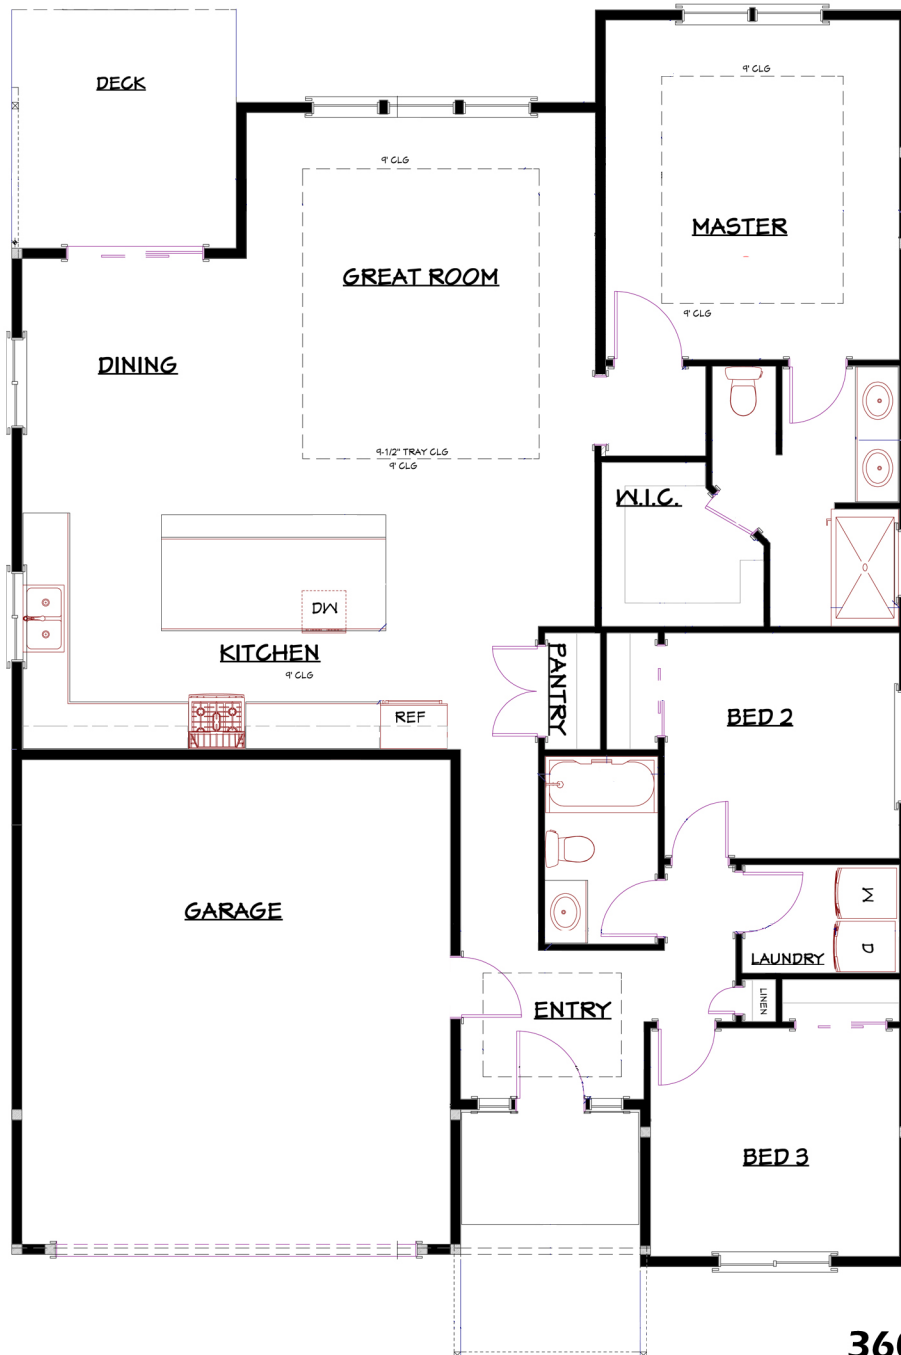 DECK
9' CLG
9' CLG
MASTER
GREAT ROOM
9' CLG
DINING
9-1/2" TRAY CLG
9' CLG
W.I.C.
DW
KITCHEN
9' CLG
PANTRY
REF
BED 2
GARAGE
W
D
LAUNDRY
LINEN
ENTRY
BED 3